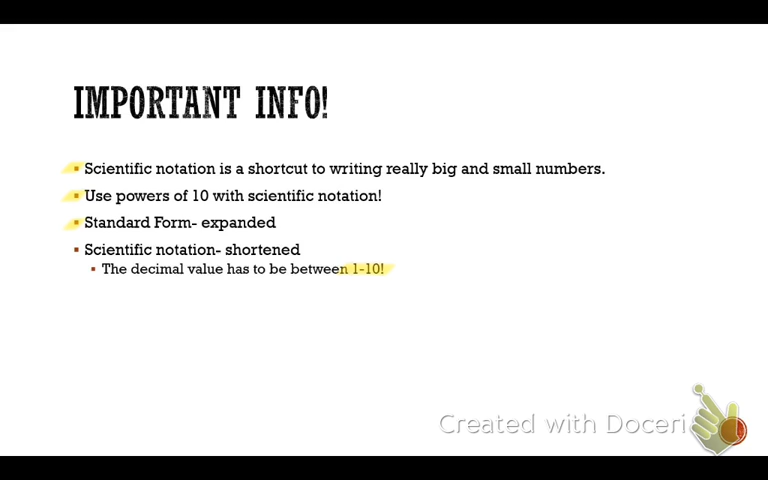 IMPORTANT INFO!
Scientific notation is a shortcut to writing really big and small numbers.
Use powers of 10 with scientific notation!
Standard Form- expanded
Scientific notation- shortened
The decimal value has to be between 1-10!
Created with Doceri